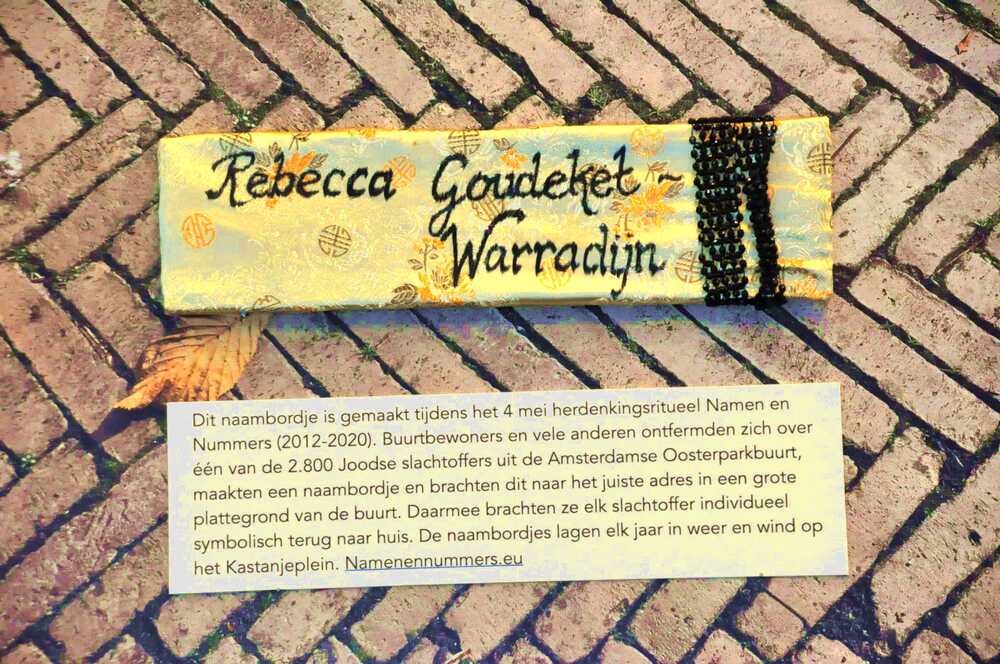 Rebecca Goudeket ~
Warradijn
Dit naambordje is gemaakt tijdens het 4 mei herdenkingsritueel Namen en
Nummers (2012-2020). Buurtbewoners en vele anderen ontfermden zich over
één van de 2.800 Joodse slachtoffers uit de Amsterdamse Oosterparkbuurt,
maakten een naambordje en brachten dit naar het juiste adres in een grote
plattegrond van de buurt. Daarmee brachten ze elk slachtoffer individueel
symbolisch terug naar huis. De naambordjes lagen elk jaar in weer en wind op
het Kastanjeplein. Namenennummers.eu